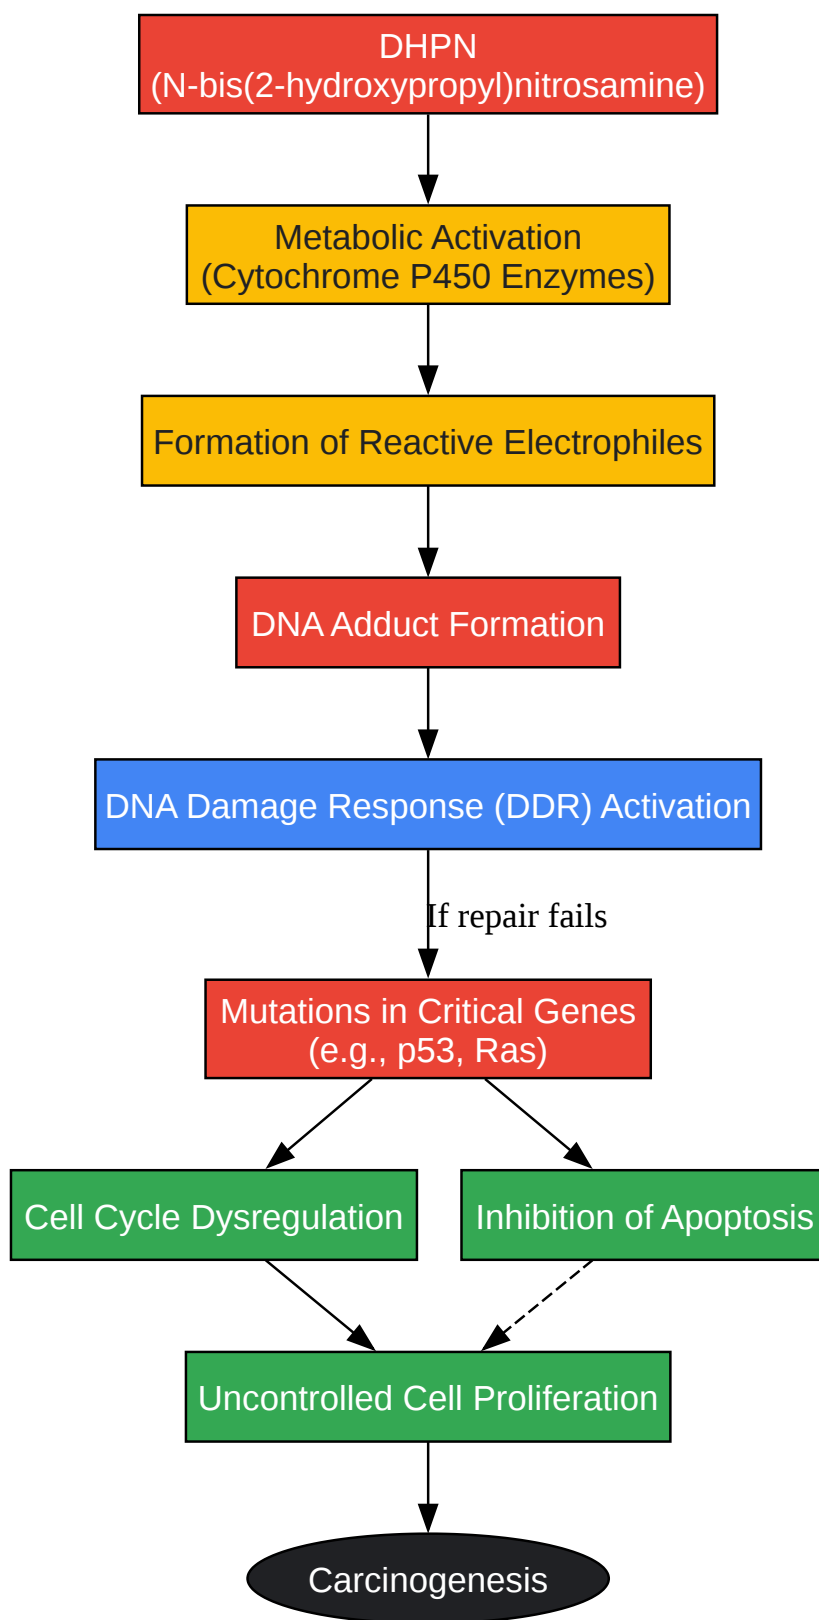 DHPN
(N-bis(2-hydroxypropyl)nitrosamine)
Metabolic Activation
(Cytochrome P450 Enzymes)
Formation of Reactive Electrophiles
DNA Adduct Formation
DNA Damage Response (DDR) Activation
If repair fails
Mutations in Critical Genes
(e.g., p53, Ras)
Cell Cycle Dysregulation
Inhibition of Apoptosis
Uncontrolled Cell Proliferation
Carcinogenesis